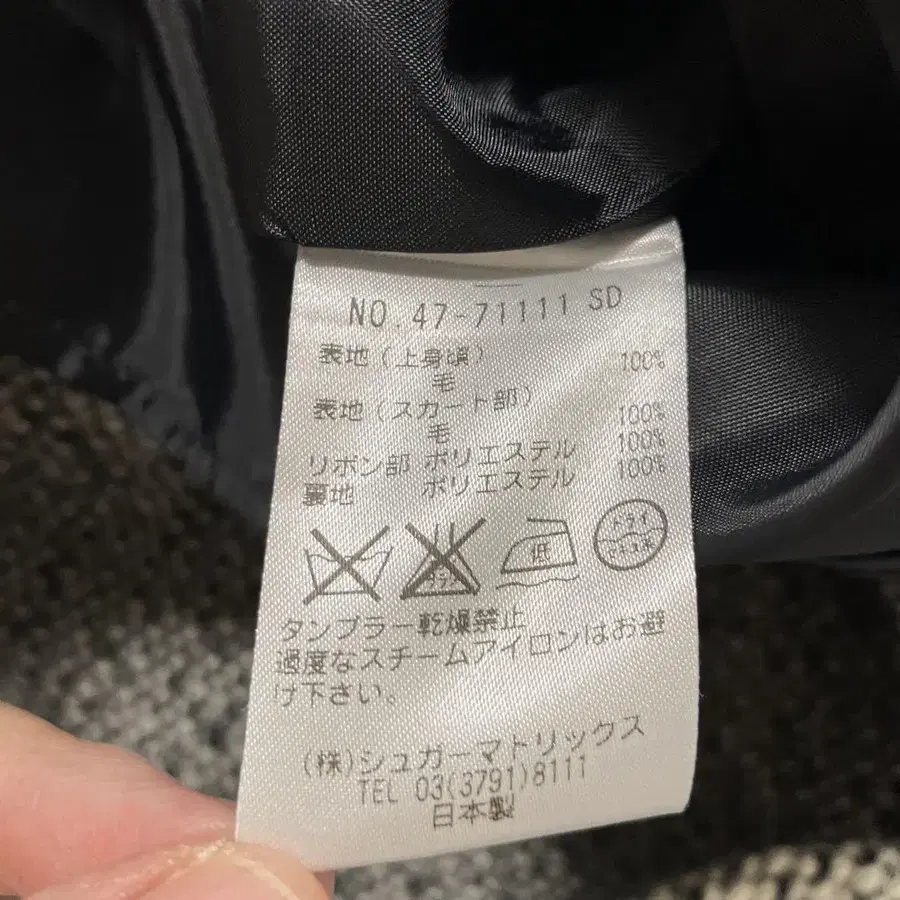 NO.47-71111 SD
表地(上身頃)
毛 100%
表地(スカート部)
毛 100%
リボン部 ポリエステル 100%
裏地 ポリエステル 100%
低
ドライ
タンブラー乾燥禁止
過度なスチームアイロンはお避
け下さい。
(株)シュガーマトリックス
TEL 03(3791)8111
日本製